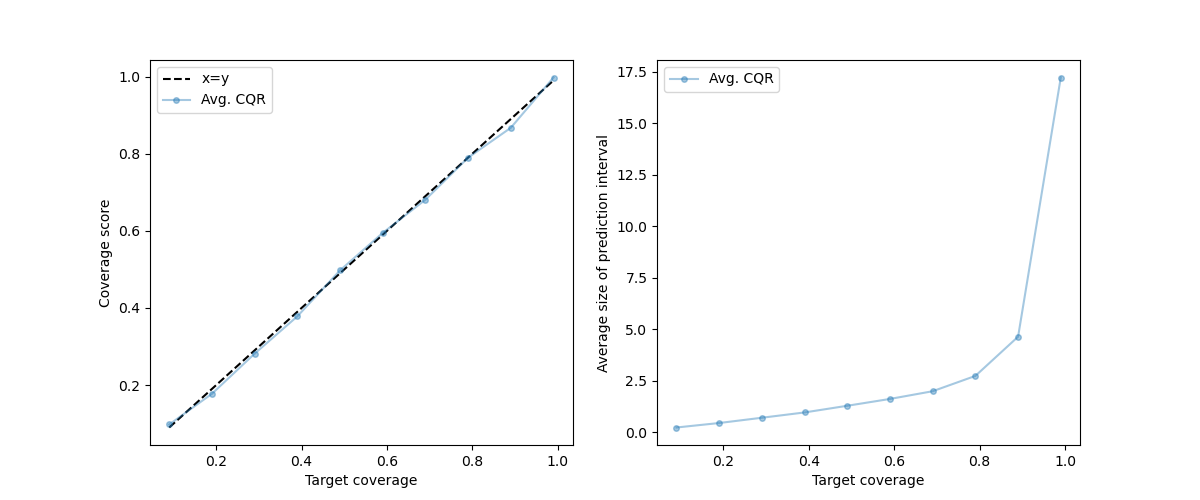 x=y
Avg. CQR
1.0
0.8
0.6
0.4
0.2
Coverage score
0.2 0.4 0.6 0.8 1.0
Target coverage
Avg. CQR
17.5
15.0
12.5
10.0
7.5
5.0
2.5
0.0
Average size of prediction interval
0.2 0.4 0.6 0.8 1.0
Target coverage